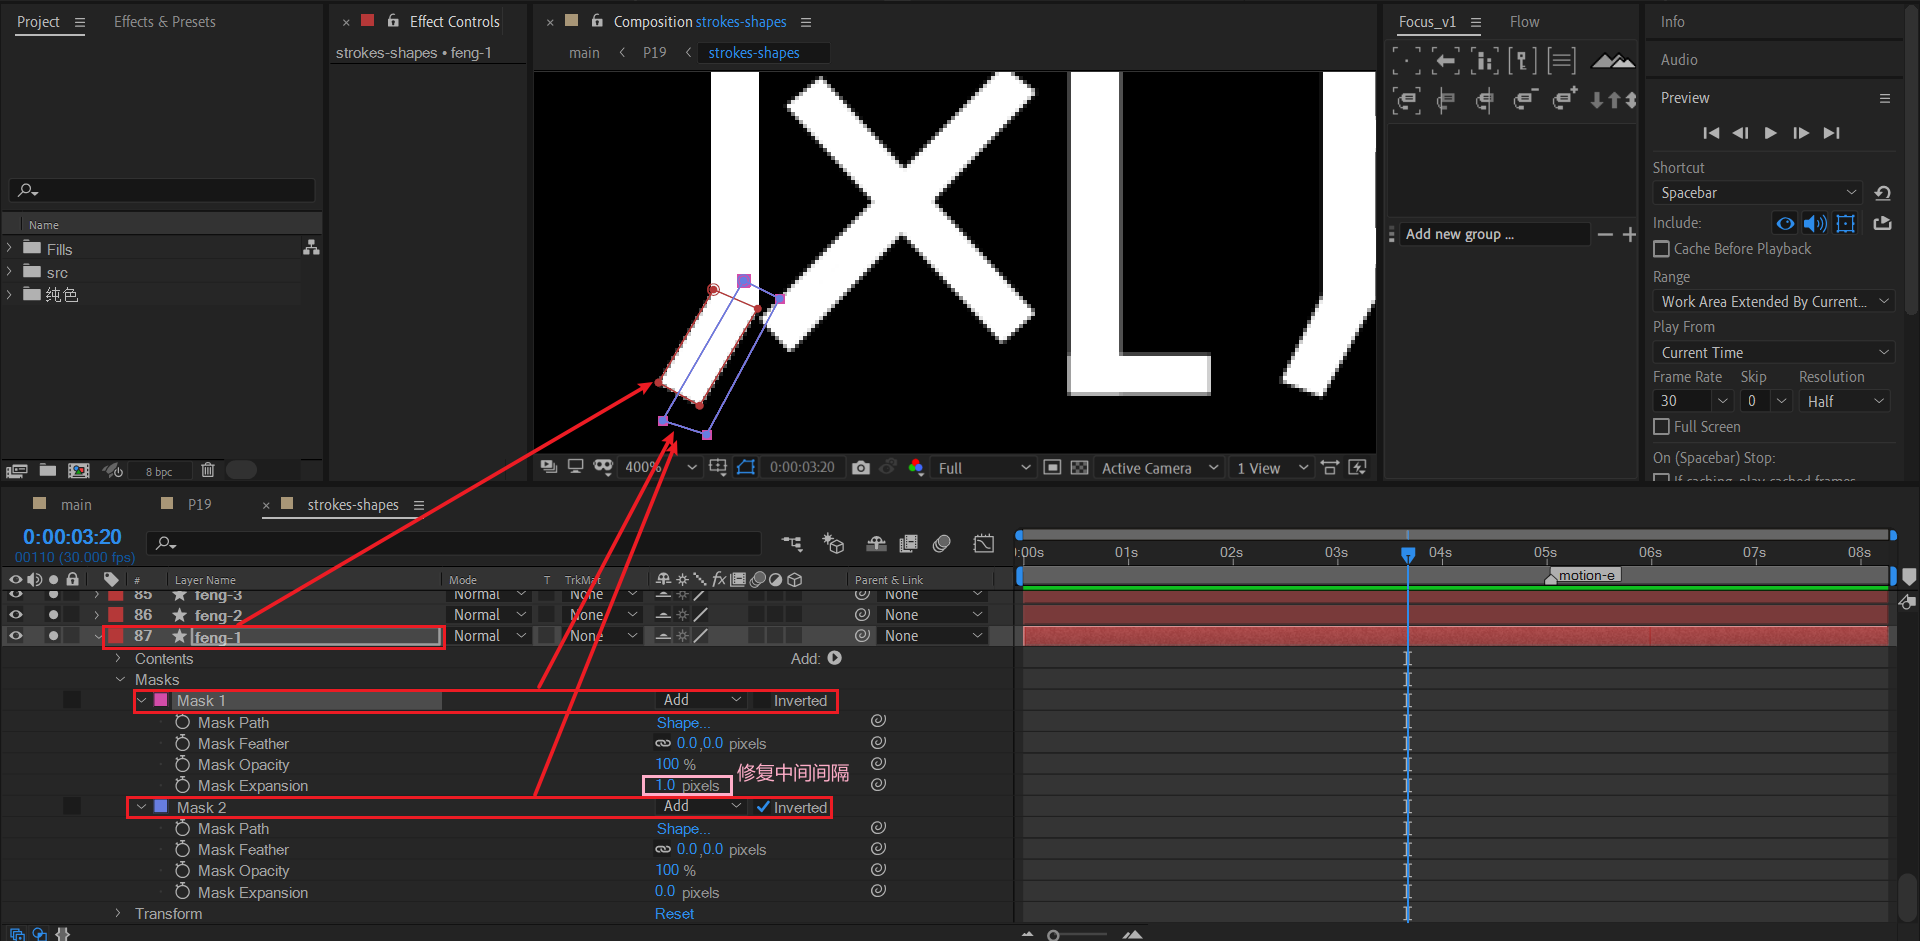 Project
Effects & Presets
Effect Controls
Composition strokes-shapes
Focus_v1
Flow
Info
strokes-shapes • feng-1
main
P19
strokes-shapes
Audio
Preview
Shortcut
Spacebar
Name
Include:
Add new group ...
Fills
Cache Before Playback
src
Range
纯色
Work Area Extended By Current...
Play From
Current Time
Frame Rate
Skip
Resolution
30
0
Half
Full Screen
8 bpc
400%
0:00:03:20
Full
Active Camera
1 View
On (Spacebar) Stop:
If caching, play cached frames
main
P19
strokes-shapes
0:00:03:20
00110 (30.000 fps)
):00s
01s
02s
03s
04s
05s
06s
07s
08s
motion-e
#
Layer Name
Mode
T
TrkMat
fx
Parent & Link
85
feng-3
Normal
None
None
86
feng-2
Normal
None
None
87
feng-1
Normal
None
None
Contents
Add:
Masks
Mask 1
Add
Inverted
Mask Path
Shape...
Mask Feather
0.0,0.0 pixels
Mask Opacity
100 %
修复中间间隔
Mask Expansion
1.0 pixels
Mask 2
Add
Inverted
Mask Path
Shape...
Mask Feather
0.0,0.0 pixels
Mask Opacity
100 %
Mask Expansion
0.0 pixels
Transform
Reset